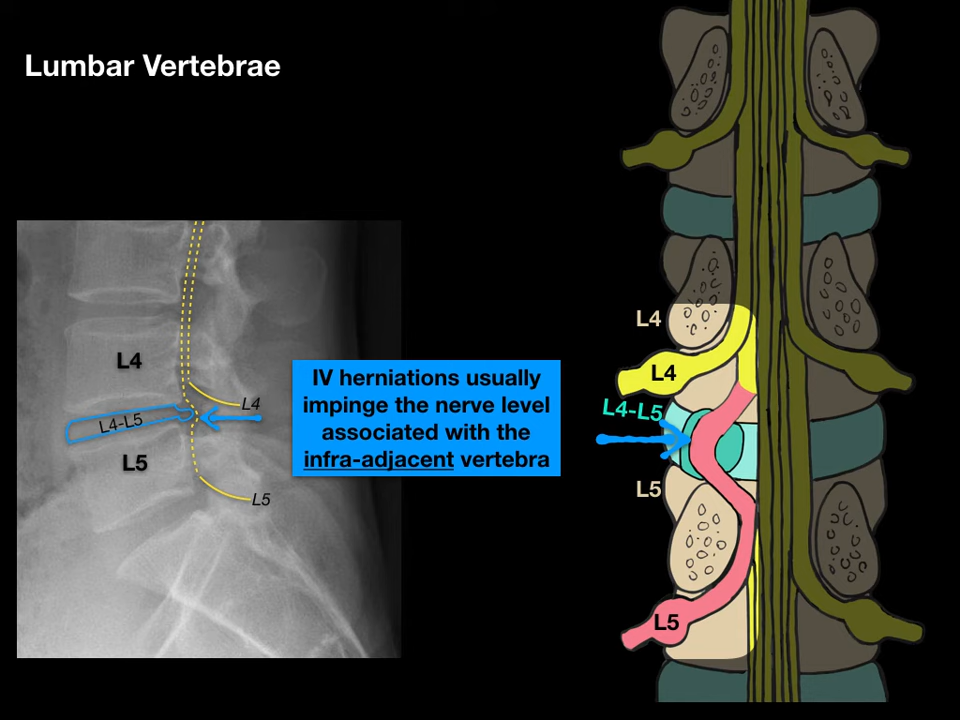 Lumbar Vertebrae
L4
L4
L4-L5
L5
L5
IV herniations usually
impinge the nerve level
associated with the
infra-adjacent vertebra
L4
L4
L4-L5
L5
L5